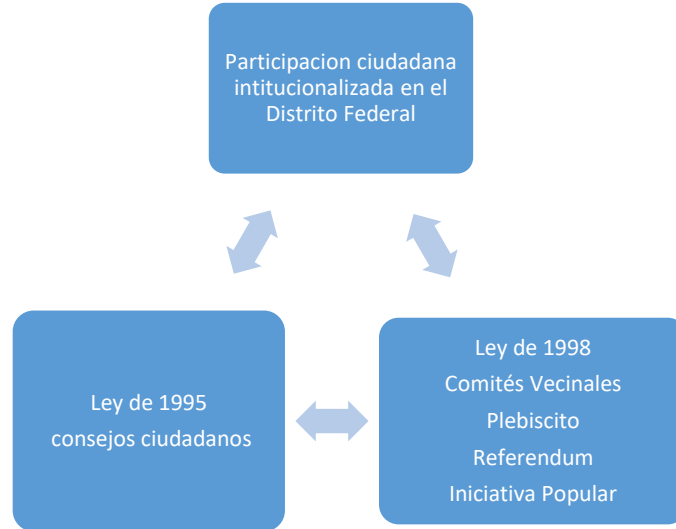 Participacion ciudadana
intitucionalizada en el
Distrito Federal
Ley de 1995
consejos ciudadanos
Ley de 1998
Comités Vecinales
Plebiscito
Referendum
Iniciativa Popular